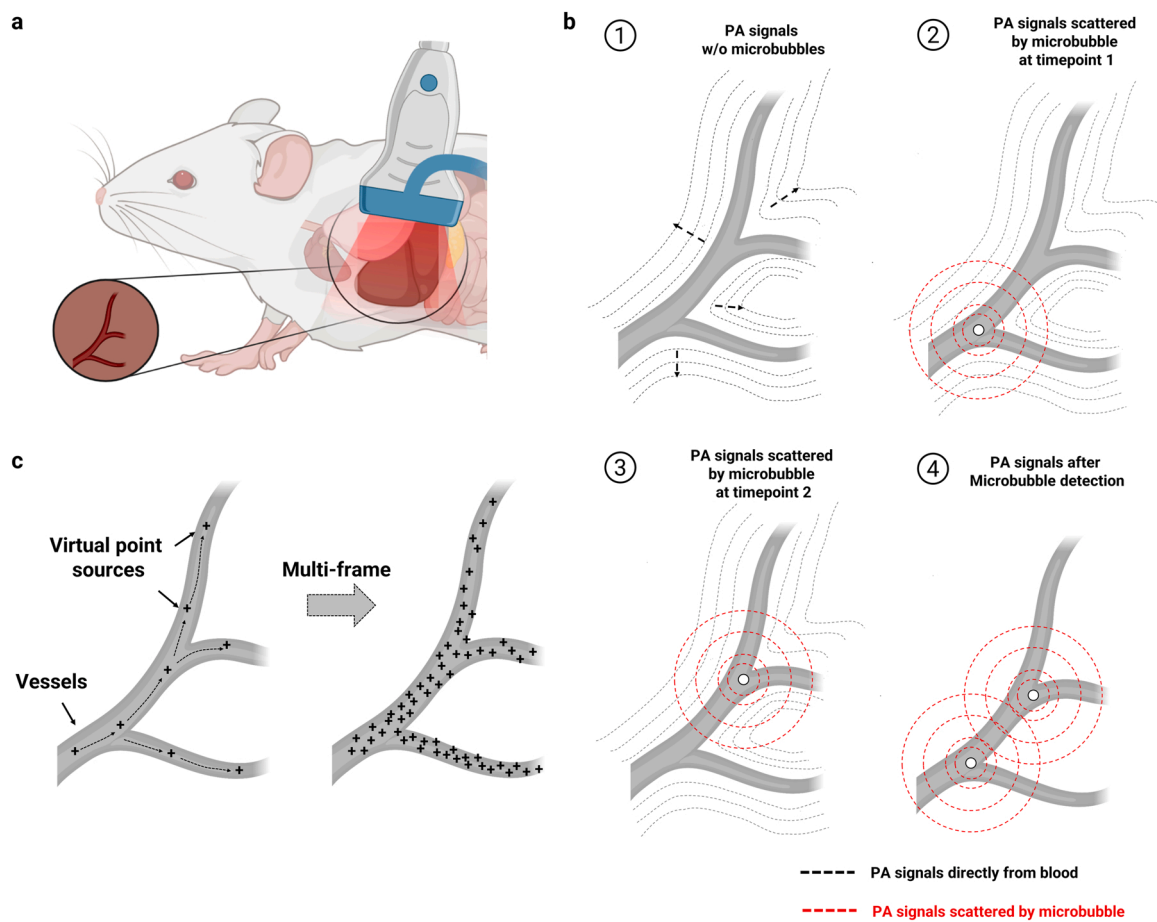 a
b
1
PA signals
w/o microbubbles
2
PA signals scattered
by microbubble
at timepoint 1
3
PA signals scattered
by microbubble
at timepoint 2
4
PA signals after
Microbubble detection
c
Virtual point
sources
Vessels
Multi-frame
PA signals directly from blood
PA signals scattered by microbubble